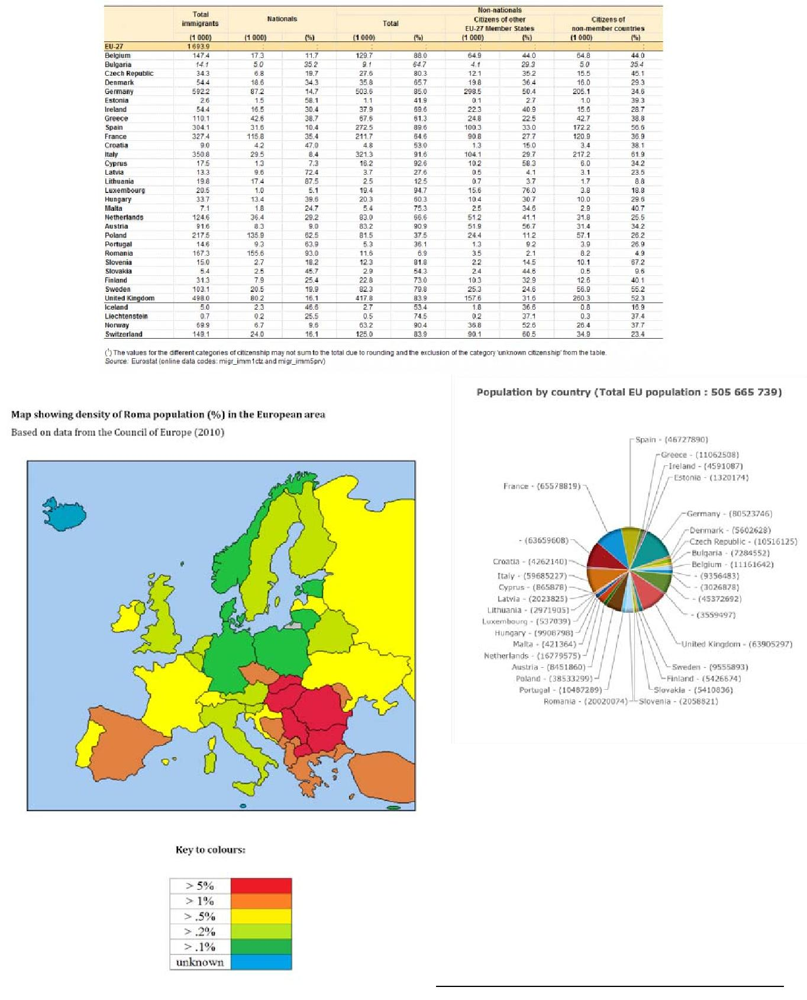 Total immigrants Nationals Non-nationals
Total Citizens of other EU-27 Member States Citizens of non-member countries
(1 000) (1 000) (%) (1 000) (%) (1 000) (%) (1 000) (%)
EU-27 1 693.9 : : : : : : : :
Belgium 147.4 17.3 11.7 129.7 88.0 64.9 44.0 64.8 44.0
Bulgaria 14.1 5.0 35.2 9.1 64.7 4.1 29.3 5.0 35.4
Czech Republic 34.3 6.8 19.7 27.6 80.3 12.1 35.2 15.5 45.1
Denmark 54.4 18.6 34.3 35.8 65.7 19.8 36.4 16.0 29.3
Germany 592.2 87.2 14.7 503.6 85.0 298.5 50.4 205.1 34.6
Estonia 2.6 1.5 58.1 1.1 41.9 0.1 2.7 1.0 39.3
Ireland 54.4 16.5 30.4 37.9 69.6 22.3 40.9 15.6 28.7
Greece 110.1 42.6 38.7 67.6 61.3 24.8 22.5 42.7 38.8
Spain 304.1 31.6 10.4 272.5 89.6 100.3 33.0 172.2 56.6
France 327.4 115.8 35.4 211.7 64.6 90.8 27.7 120.9 36.9
Croatia 9.0 4.2 47.0 4.8 53.0 1.3 15.0 3.4 38.1
Italy 350.8 29.5 8.4 321.3 91.6 104.1 29.7 217.2 61.9
Cyprus 17.5 1.3 7.3 16.2 92.6 10.2 58.3 6.0 34.2
Latvia 13.3 9.6 72.4 3.7 27.6 0.5 4.1 3.1 23.5
Lithuania 19.8 17.4 87.5 2.5 12.5 0.7 3.7 1.7 8.8
Luxembourg 20.5 1.0 5.1 19.4 94.7 15.6 76.0 3.8 18.8
Hungary 33.7 13.4 39.6 20.3 60.3 10.4 30.7 10.0 29.6
Malta 7.1 1.8 24.7 5.4 75.3 2.5 34.6 2.9 40.7
Netherlands 124.6 36.4 29.2 83.0 66.6 51.2 41.1 31.8 25.5
Austria 91.6 8.3 9.0 83.2 90.9 51.9 56.7 31.4 34.2
Poland 217.5 135.9 62.5 81.5 37.5 24.4 11.2 57.1 26.2
Portugal 14.6 9.3 63.9 5.3 36.1 1.3 9.2 3.9 26.9
Romania 167.3 155.6 93.0 11.6 6.9 3.5 2.1 8.2 4.9
Slovenia 15.0 2.7 18.2 12.3 81.8 2.2 14.5 10.1 67.2
Slovakia 5.4 2.5 45.7 2.9 54.3 2.4 44.6 0.5 9.6
Finland 31.3 7.9 25.4 22.8 73.0 10.3 32.9 12.6 40.1
Sweden 103.1 20.5 19.9 82.3 79.8 25.3 24.6 56.9 55.2
United Kingdom 498.0 80.2 16.1 417.8 83.9 157.6 31.6 260.3 52.3
Iceland 5.0 2.3 46.6 2.7 53.4 1.8 36.6 0.8 16.9
Liechtenstein 0.7 0.2 25.5 0.5 74.5 0.2 37.1 0.3 37.4
Norway 69.9 6.7 9.6 63.2 90.4 36.8 52.6 26.4 37.7
Switzerland 149.1 24.0 16.1 125.0 83.9 90.1 60.5 34.9 23.4
(¹) The values for the different categories of citizenship may not sum to the total due to rounding and the exclusion of the category 'unknown citizenship' from the table.
Source: Eurostat (online data codes: migr_imm1ctz and migr_imm5prv)
Map showing density of Roma population (%) in the European area
Based on data from the Council of Europe (2010)
Key to colours:
> 5%
> 1%
> .5%
> .2%
> .1%
unknown
Population by country (Total EU population : 505 665 739)
Spain - (46727890)
Greece - (11062508)
Ireland - (4591087)
Estonia - (1320174)
France - (65578819)
Germany - (80523746)
Denmark - (5602628)
Czech Republic - (10516125)
Bulgaria - (7284552)
Belgium - (11161642)
- (9356483)
- (3026878)
- (45372692)
- (3559497)
- (63659608)
Croatia - (4262140)
Italy - (59685227)
Cyprus - (865878)
Latvia - (2023825)
Lithuania - (2971905)
Luxembourg - (537039)
Hungary - (9908798)
Malta - (421364)
Netherlands - (16779575)
Austria - (8451860)
Poland - (38533299)
Portugal - (10487289)
Romania - (20020074)
United Kingdom - (63905297)
Sweden - (9555893)
Finland - (5426674)
Slovakia - (5410836)
Slovenia - (2058821)